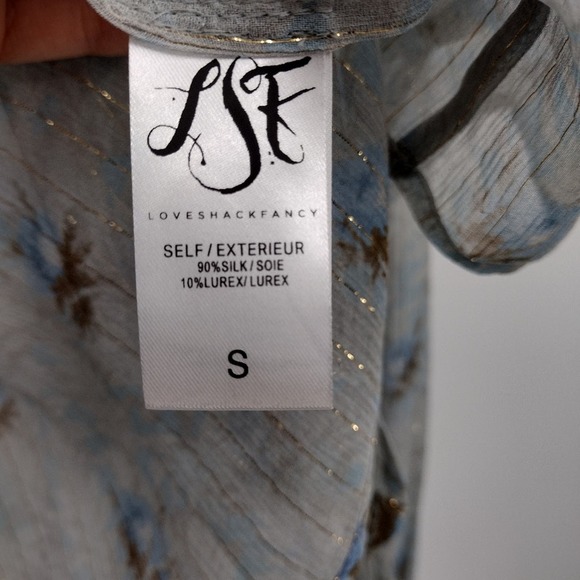 LSF
LOVESHACKFANCY
SELF/EXTERIEUR
90%SILK/SOIE
10%LUREX/LUREX
S